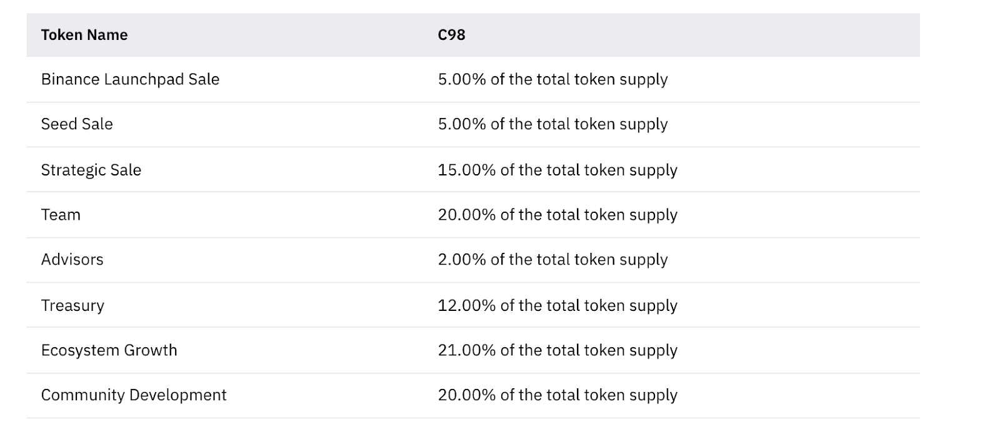 Token Name C98
Binance Launchpad Sale 5.00% of the total token supply
Seed Sale 5.00% of the total token supply
Strategic Sale 15.00% of the total token supply
Team 20.00% of the total token supply
Advisors 2.00% of the total token supply
Treasury 12.00% of the total token supply
Ecosystem Growth 21.00% of the total token supply
Community Development 20.00% of the total token supply